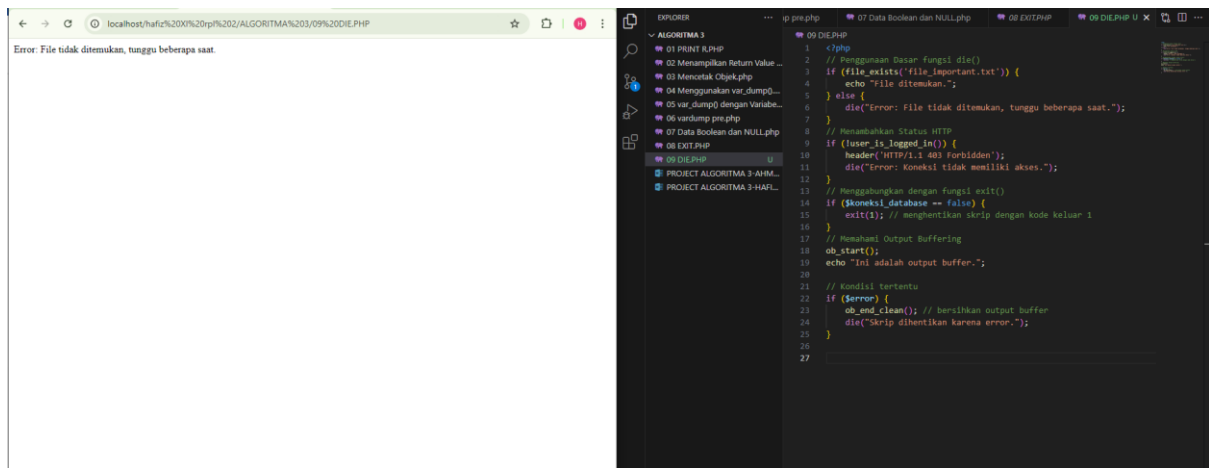 localhost/hafiz%20XI%20rpl%202/ALGORITMA%203/09%20DIE.PHP
H
Error: File tidak ditemukan, tunggu beberapa saat.
EXPLORER
ALGORITMA 3
01 PRINT R.PHP
02 Menampilkan Return Value ...
03 Mencetak Objek.php
04 Menggunakan var_dump()....
05 var_dump() dengan Variabe...
06 vardump pre.php
07 Data Boolean dan NULL.php
08 EXIT.PHP
09 DIE.PHP U
PROJECT ALGORITMA 3-AHM...
PROJECT ALGORITMA 3-HAFI...
p pre.php 07 Data Boolean dan NULL.php 08 EXIT.PHP 09 DIE.PHP U
09 DIE.PHP
1 <?php
2 // Penggunaan Dasar fungsi die()
3 if (file_exists('file_important.txt')) {
4 echo "File ditemukan.";
5 } else {
6 die("Error: File tidak ditemukan, tunggu beberapa saat.");
7 }
8 // Menambahkan Status HTTP
9 if (!user_is_logged_in()) {
10 header('HTTP/1.1 403 Forbidden');
11 die("Error: Koneksi tidak memiliki akses.");
12 }
13 // Menggabungkan dengan fungsi exit()
14 if ($koneksi_database == false) {
15 exit(1); // menghentikan skrip dengan kode keluar 1
16 }
17 // Memahami Output Buffering
18 ob_start();
19 echo "Ini adalah output buffer.";
20
21 // Kondisi tertentu
22 if ($error) {
23 ob_end_clean(); // bersihkan output buffer
24 die("Skrip dihentikan karena error.");
25 }
26
27